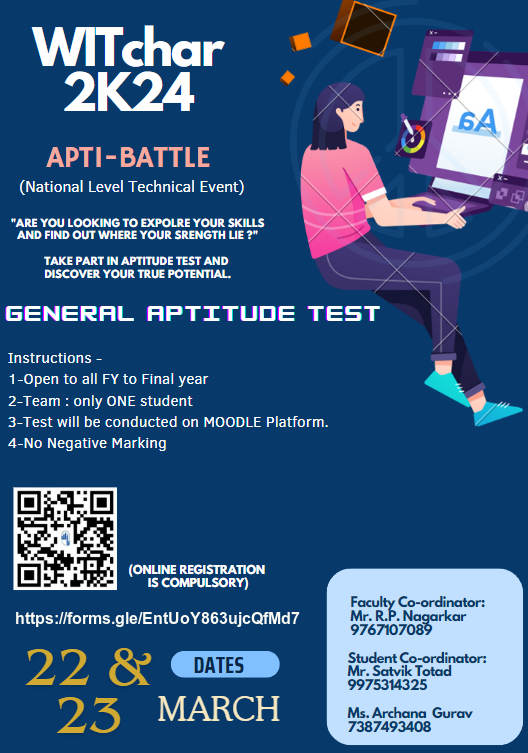 WITchar
2K24
APTI-BATTLE
(National Level Technical Event)
"ARE YOU LOOKING TO EXPOLRE YOUR SKILLS
AND FIND OUT WHERE YOUR SRENGTH LIE ?"
TAKE PART IN APTITUDE TEST AND
DISCOVER YOUR TRUE POTENTIAL.
GENERAL APTITUDE TEST
Instructions -
1-Open to all FY to Final year
2-Team : only ONE student
3-Test will be conducted on MOODLE Platform.
4-No Negative Marking
(ONLINE REGISTRATION
IS COMPULSORY)
https://forms.gle/EntUoY863ujcQfMd7
22 &
23
DATES
MARCH
Faculty Co-ordinator:
Mr. R.P. Nagarkar
9767107089
Student Co-ordinator:
Mr. Satvik Totad
9975314325
Ms. Archana Gurav
7387493408
Aa